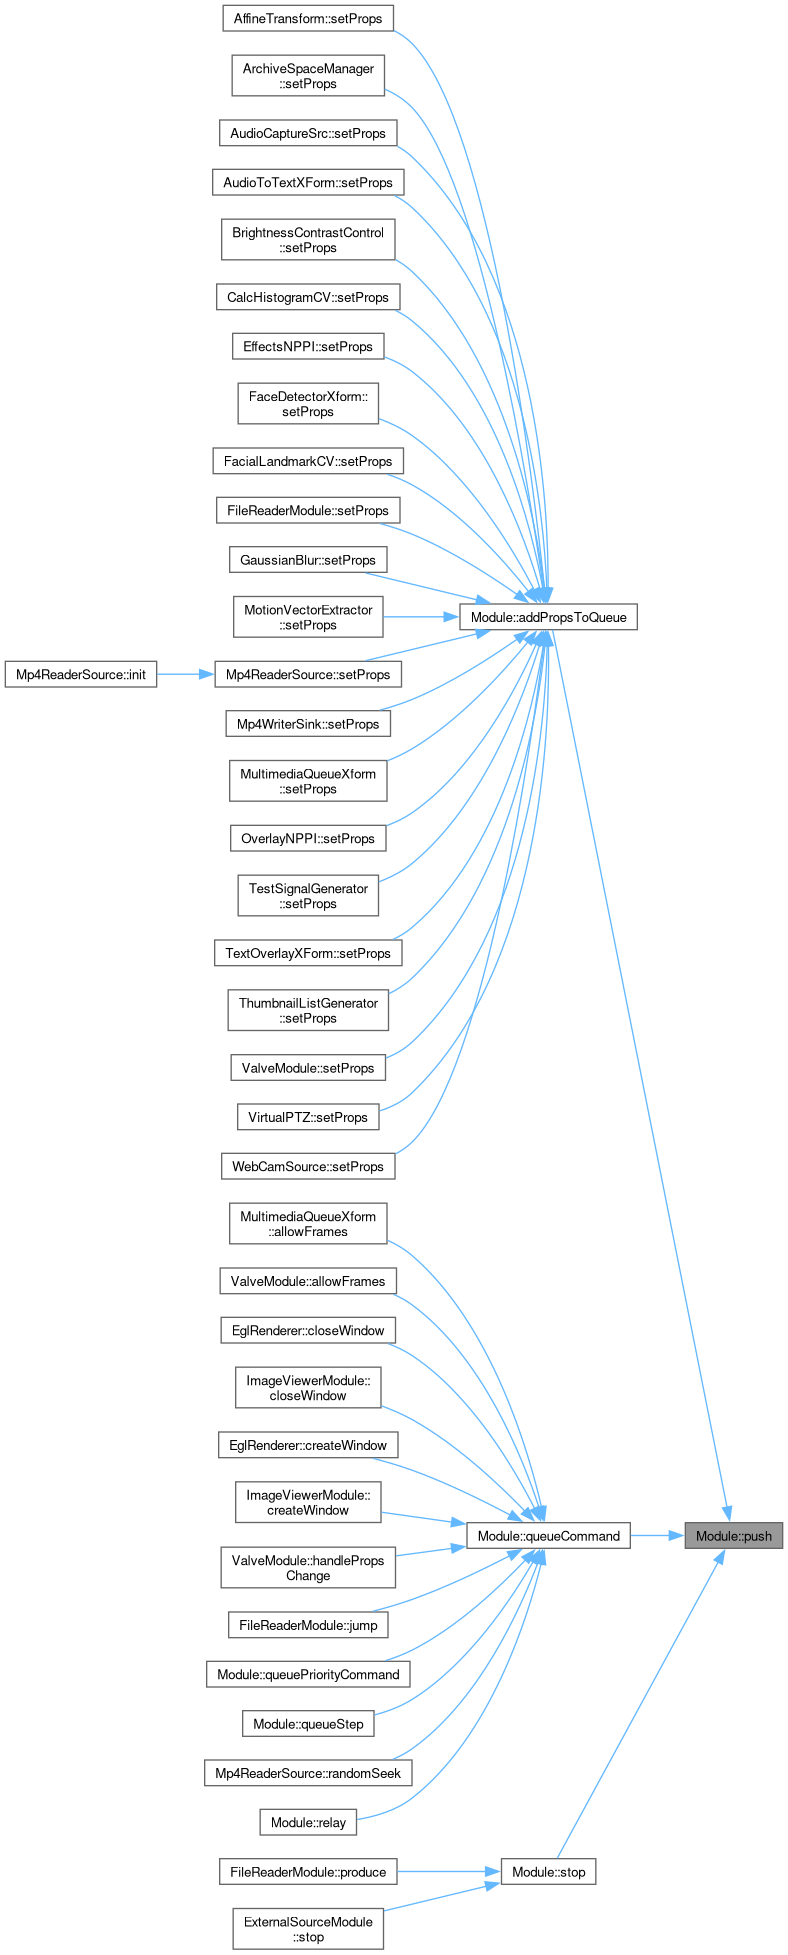 AffineTransform::setProps
ArchiveSpaceManager
::setProps
AudioCaptureSrc::setProps
AudioToTextXForm::setProps
BrightnessContrastControl
::setProps
CalcHistogramCV::setProps
EffectsNPPI::setProps
FaceDetectorXform::
setProps
FacialLandmarkCV::setProps
FileReaderModule::setProps
GaussianBlur::setProps
MotionVectorExtractor
::setProps
Module::addPropsToQueue
Mp4ReaderSource::init
Mp4ReaderSource::setProps
Mp4WriterSink::setProps
MultimediaQueueXform
::setProps
OverlayNPPI::setProps
TestSignalGenerator
::setProps
TextOverlayXForm::setProps
ThumbnailListGenerator
::setProps
ValveModule::setProps
VirtualPTZ::setProps
WebCamSource::setProps
MultimediaQueueXform
::allowFrames
ValveModule::allowFrames
EglRenderer::closeWindow
ImageViewerModule::
closeWindow
EglRenderer::createWindow
ImageViewerModule::
createWindow
Module::queueCommand
Module::push
ValveModule::handleProps
Change
FileReaderModule::jump
Module::queuePriorityCommand
Module::queueStep
Mp4ReaderSource::randomSeek
Module::relay
FileReaderModule::produce
Module::stop
ExternalSourceModule
::stop